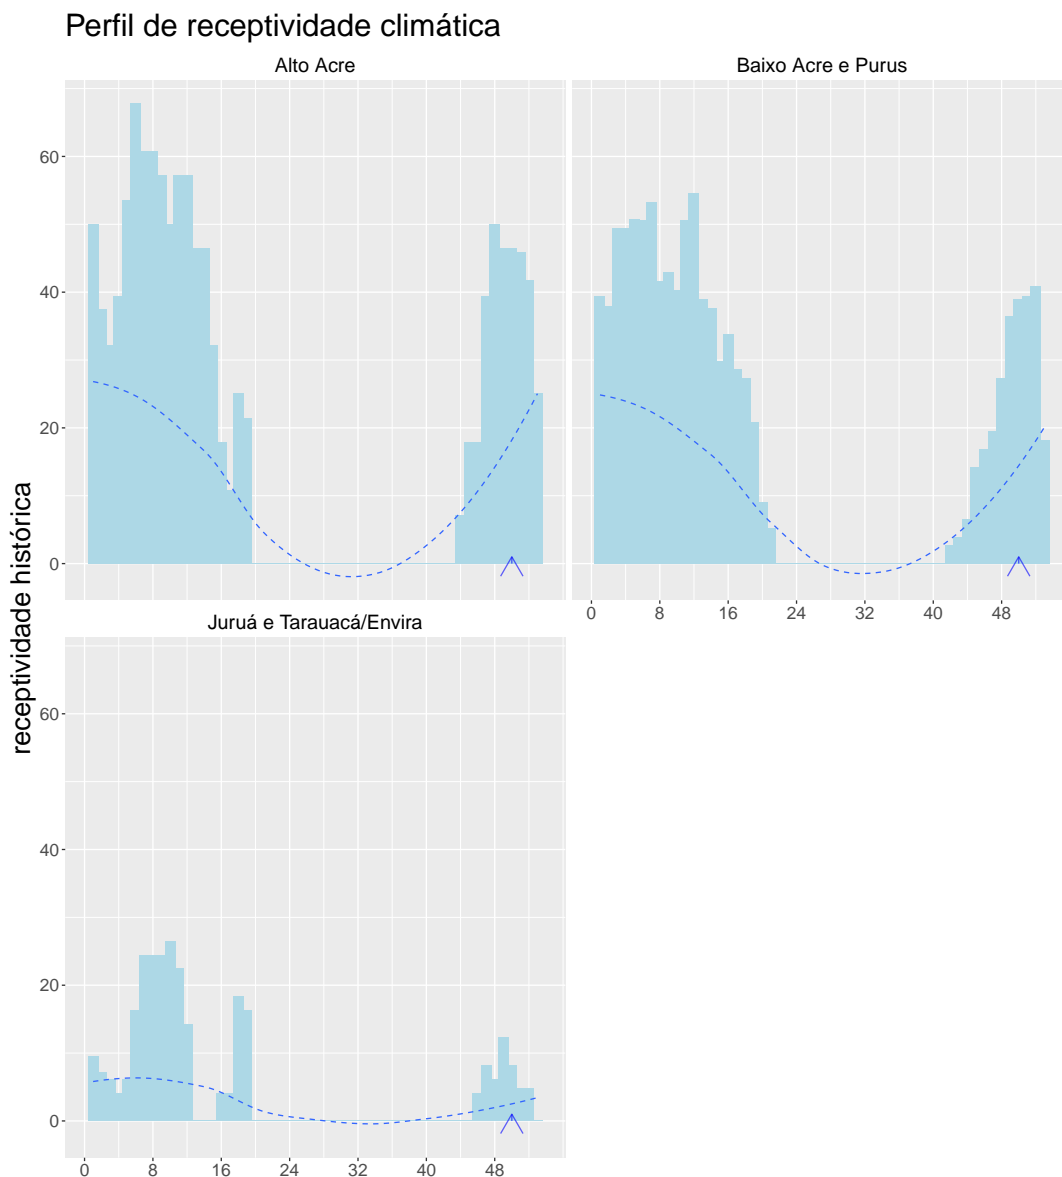 Perfil de receptividade climática
Alto Acre
Baixo Acre e Purus
60
40
20
0
0 8 16 24 32 40 48
Juruá e Tarauacá/Envira
receptividade histórica
60
40
20
0
0 8 16 24 32 40 48